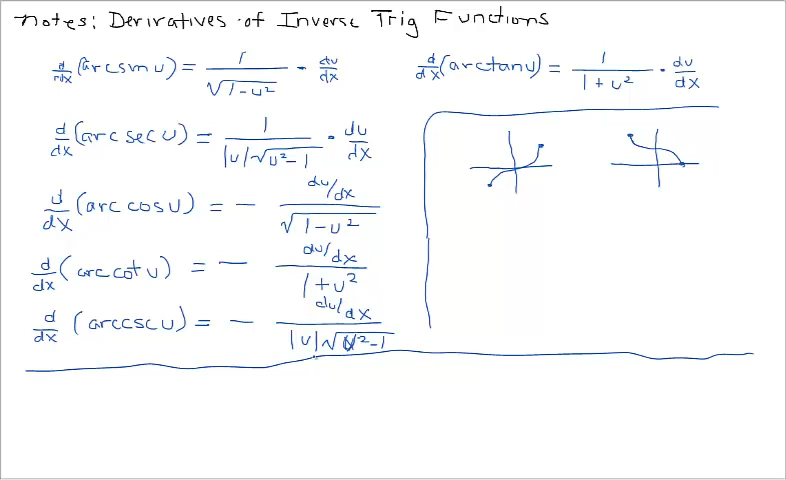 Notes: Derivatives of Inverse Trig Functions
d/dx (arcsin u) = 1/√(1-u²) · du/dx
d/dx (arctan u) = 1/(1+u²) · du/dx
d/dx (arcsec u) = 1/(|u|√(u²-1)) · du/dx
d/dx (arccos u) = - (du/dx)/√(1-u²)
d/dx (arccot u) = - (du/dx)/(1+u²)
d/dx (arccsc u) = - (du/dx)/(|u|√(u²-1))